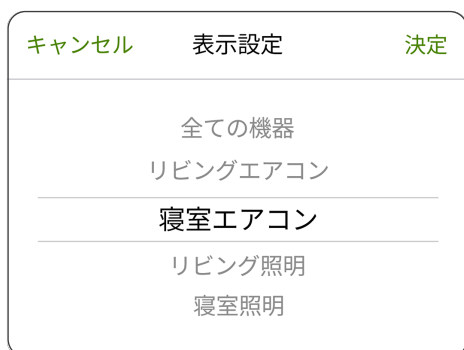 キャンセル 表示設定 決定
全ての機器
リビングエアコン
寝室エアコン
リビング照明
寝室照明